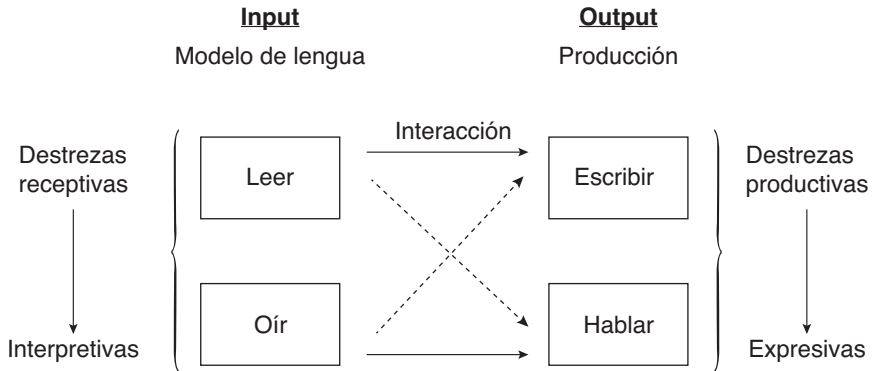 Input
Output
Modelo de lengua
Producción
Interacción
Destrezas
receptivas
Leer
Escribir
Destrezas
productivas
Interpretivas
Oír
Hablar
Expresivas